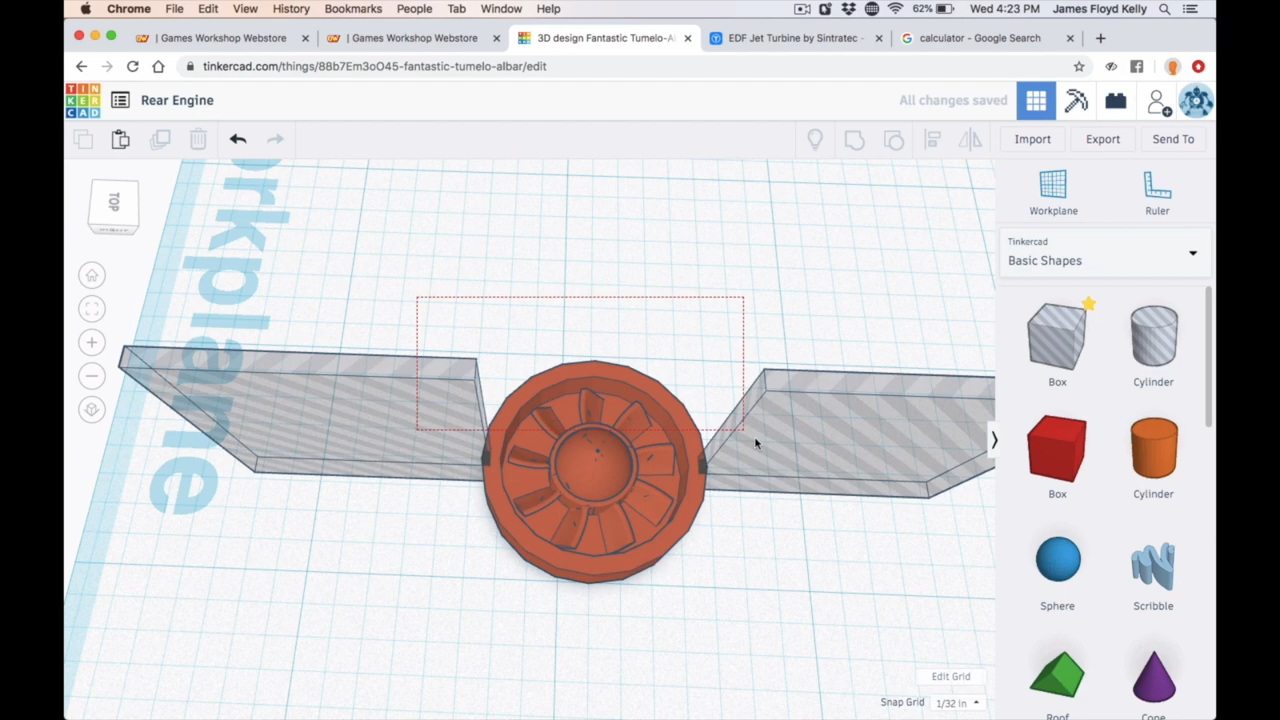 Chrome File Edit View History Bookmarks People Tab Window Help 62% Wed 4:23 PM James Floyd Kelly
| Games Workshop Webstore | Games Workshop Webstore 3D design Fantastic Tumelo-Al EDF Jet Turbine by Sintratec - calculator - Google Search
tinkercad.com/things/88b7Em3oO45-fantastic-tumelo-albar/edit
TIN
KER
CAD
Rear Engine All changes saved
Import Export Send To
TOP
orkplane
Workplane Ruler
Tinkercad
Basic Shapes
Box Cylinder
Box Cylinder
Sphere Scribble
Roof Cone
Edit Grid
Snap Grid 1/32 in